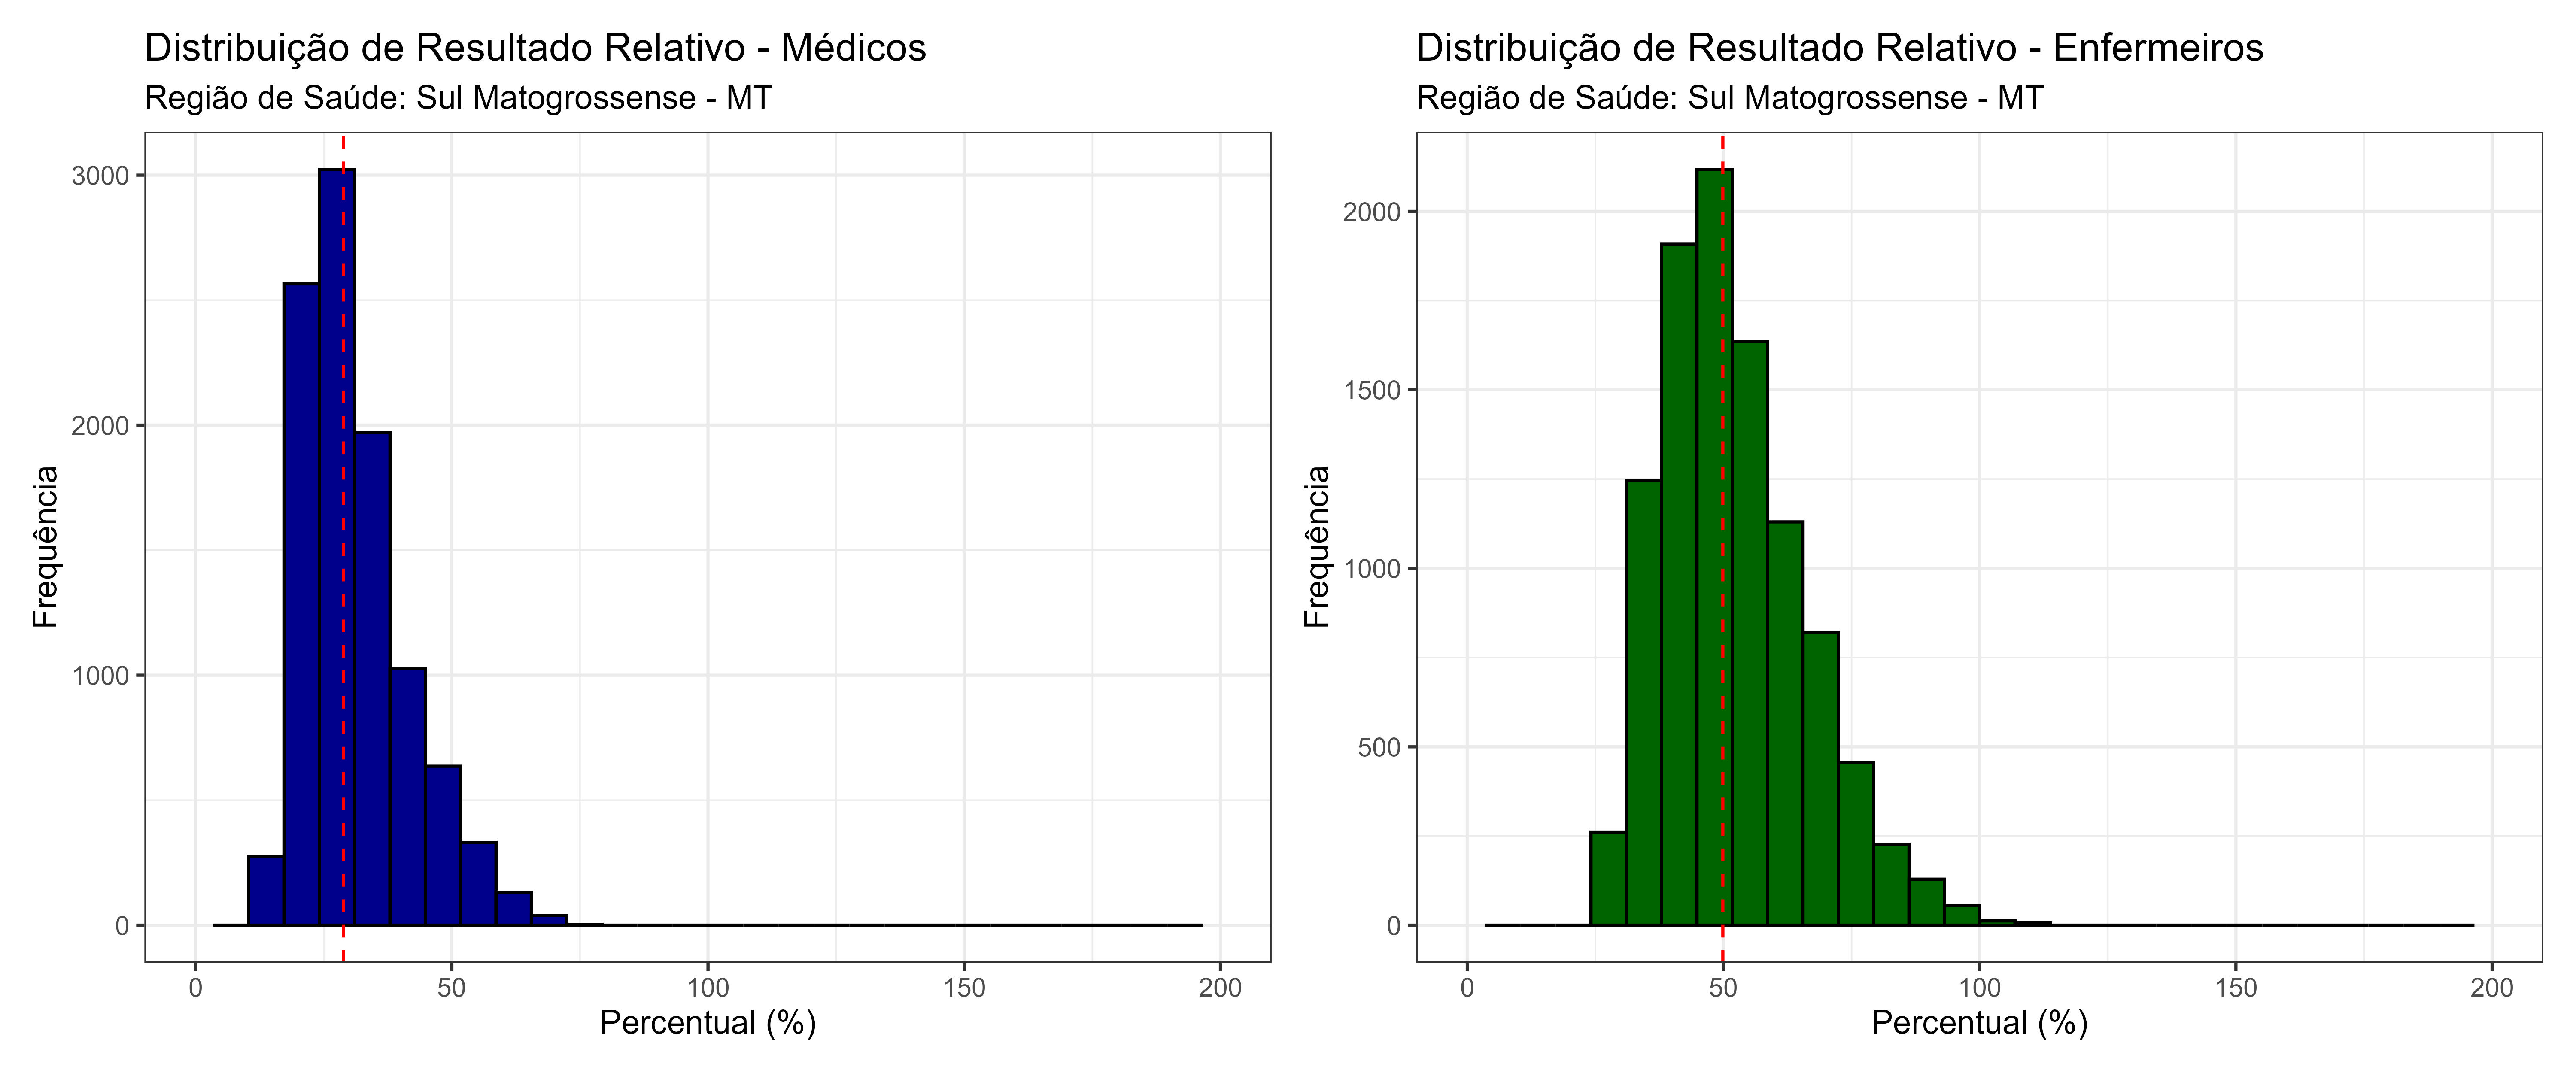 Distribuição de Resultado Relativo - Médicos
Região de Saúde: Sul Matogrossense - MT
Frequência
3000
2000
1000
0
0 50 100 150 200
Percentual (%)
Distribuição de Resultado Relativo - Enfermeiros
Região de Saúde: Sul Matogrossense - MT
Frequência
2000
1500
1000
500
0
0 50 100 150 200
Percentual (%)